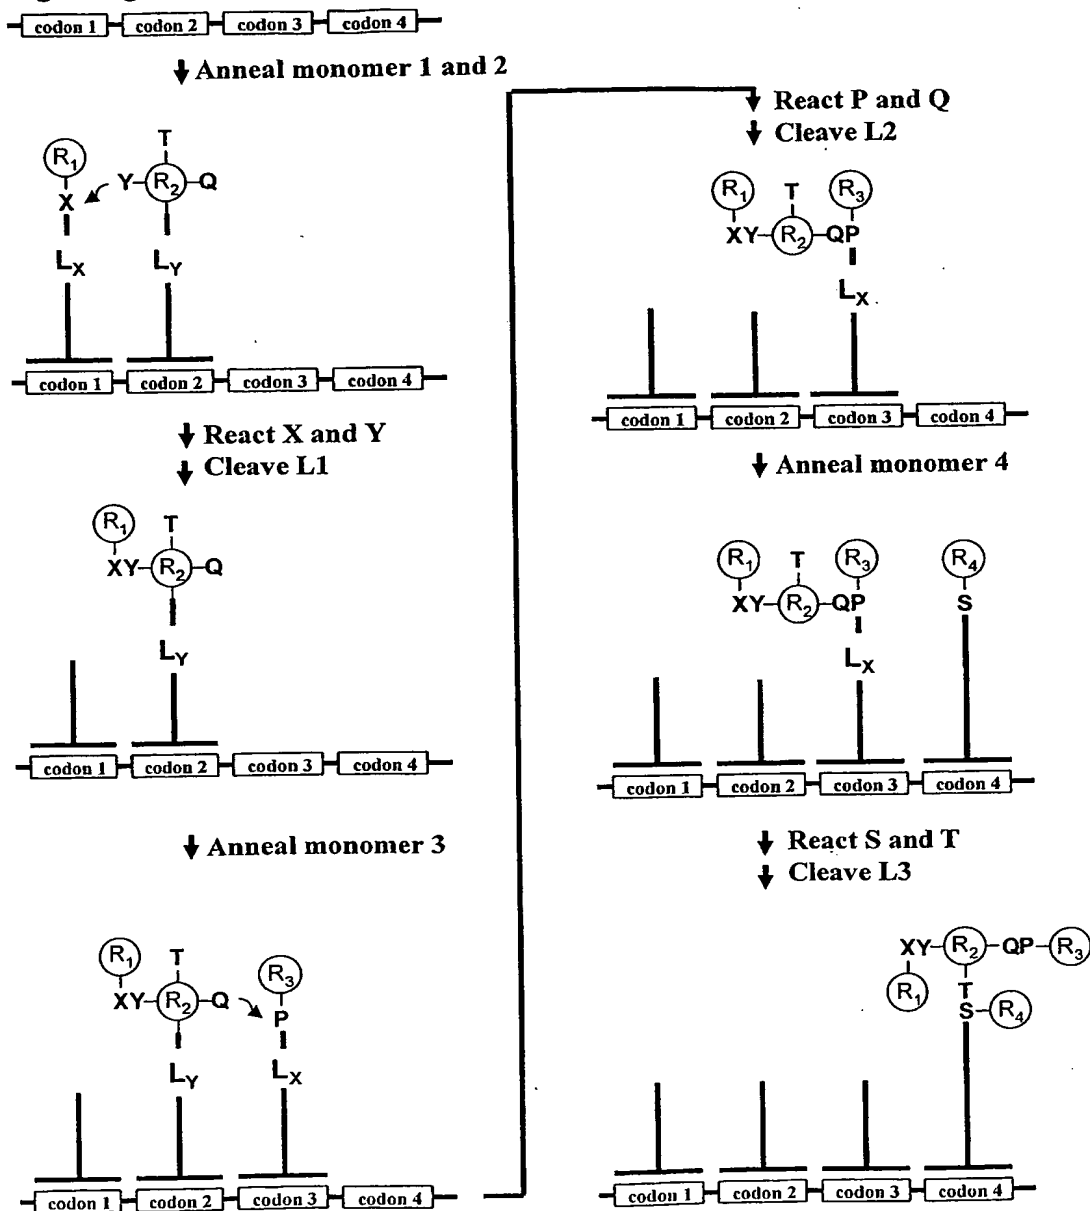 codon 1 codon 2 codon 3 codon 4
Anneal monomer 1 and 2
R1 T
X Y R2 Q
LX LY
codon 1 codon 2 codon 3 codon 4
React X and Y
Cleave L1
R1 T
XY R2 Q
LY
codon 1 codon 2 codon 3 codon 4
Anneal monomer 3
R1 T R3
XY R2 Q P
LY LX
codon 1 codon 2 codon 3 codon 4
React P and Q
Cleave L2
R1 T R3
XY R2 QP
LX
codon 1 codon 2 codon 3 codon 4
Anneal monomer 4
R1 T R3 R4
XY R2 QP S
LX
codon 1 codon 2 codon 3 codon 4
React S and T
Cleave L3
XY R2 QP R3
R1 T
S R4
codon 1 codon 2 codon 3 codon 4